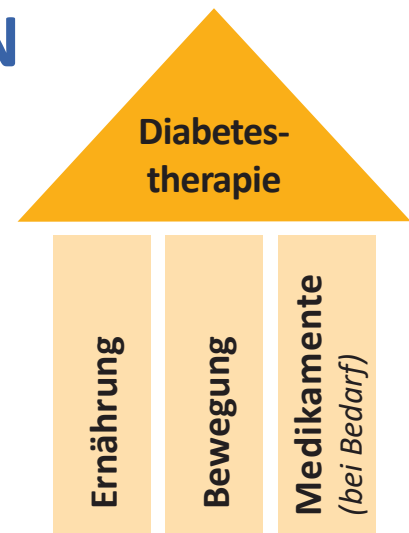 N
Diabetes-
therapie
Ernährung
Bewegung
Medikamente
(bei Bedarf)